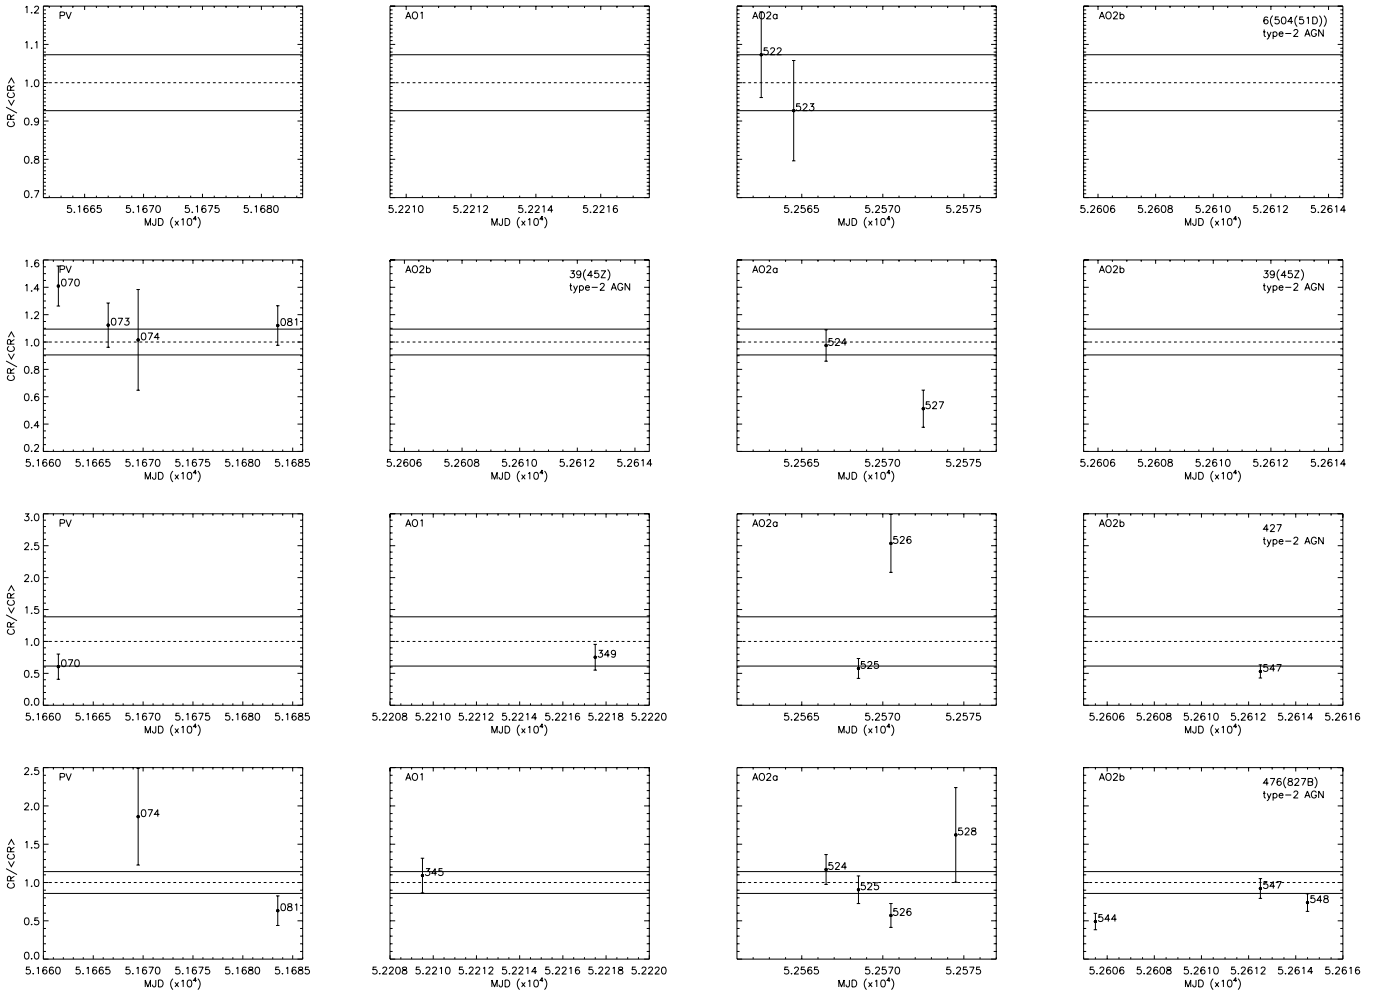 PV
AO1
AO2a
AO2b
6(504(51D))
type-2 AGN
1.2
1.1
1.0
0.9
0.8
0.7
CR/<CR>
522
523
5.1665 5.1670 5.1675 5.1680
MJD (x10⁴)
5.2210 5.2212 5.2214 5.2216
MJD (x10⁴)
5.2565 5.2570 5.2575
MJD (x10⁴)
5.2606 5.2608 5.2610 5.2612 5.2614
MJD (x10⁴)
PV
AO2b
39(45Z)
type-2 AGN
AO2a
AO2b
39(45Z)
type-2 AGN
1.6
1.4
1.2
1.0
0.8
0.6
0.4
0.2
CR/<CR>
070
073
074
081
524
527
5.1660 5.1665 5.1670 5.1675 5.1680 5.1685
MJD (x10⁴)
5.2606 5.2608 5.2610 5.2612 5.2614
MJD (x10⁴)
5.2565 5.2570 5.2575
MJD (x10⁴)
5.2606 5.2608 5.2610 5.2612 5.2614
MJD (x10⁴)
PV
AO1
AO2a
AO2b
427
type-2 AGN
3.0
2.5
2.0
1.5
1.0
0.5
0.0
CR/<CR>
070
349
526
525
547
5.1660 5.1665 5.1670 5.1675 5.1680 5.1685
MJD (x10⁴)
5.2208 5.2210 5.2212 5.2214 5.2216 5.2218 5.2220
MJD (x10⁴)
5.2565 5.2570 5.2575
MJD (x10⁴)
5.2606 5.2608 5.2610 5.2612 5.2614 5.2616
MJD (x10⁴)
PV
AO1
AO2a
AO2b
476(827B)
type-2 AGN
2.5
2.0
1.5
1.0
0.5
0.0
CR/<CR>
074
081
345
524
525
526
528
544
547
548
5.1660 5.1665 5.1670 5.1675 5.1680 5.1685
MJD (x10⁴)
5.2208 5.2210 5.2212 5.2214 5.2216 5.2218 5.2220
MJD (x10⁴)
5.2565 5.2570 5.2575
MJD (x10⁴)
5.2606 5.2608 5.2610 5.2612 5.2614 5.2616
MJD (x10⁴)